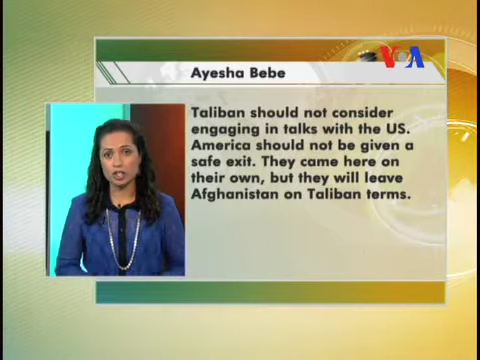 VOA
Ayesha Bebe
Taliban should not consider
engaging in talks with the US.
America should not be given a
safe exit. They came here on
their own, but they will leave
Afghanistan on Taliban terms.